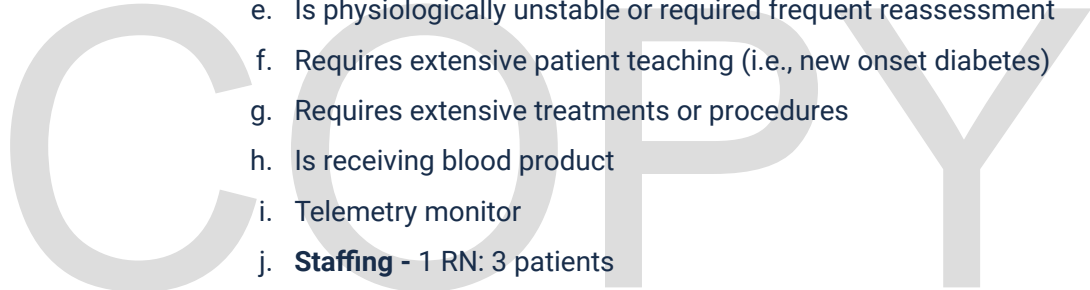 e. Is physiologically unstable or required frequent reassessment
f. Requires extensive patient teaching (i.e., new onset diabetes)
g. Requires extensive treatments or procedures
h. Is receiving blood product
i. Telemetry monitor
j. Staffing - 1 RN: 3 patients
COPY